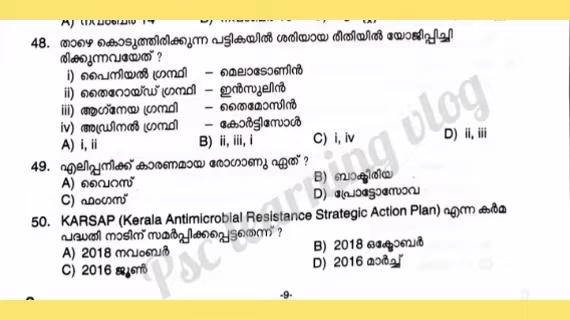 48. താഴെ കൊടുത്തിരിക്കുന്ന പട്ടികയിൽ ശരിയായ രീതിയിൽ യോജിപ്പിച്ചി
രിക്കുന്നവയേത് ?
i) പൈനിയൽ ഗ്രന്ഥി – മെലാടോണിൻ
ii) തൈറോയ്ഡ് ഗ്രന്ഥി – ഇൻസുലിൻ
iii) ആഗ്നേയ ഗ്രന്ഥി – തൈമോസിൻ
iv) അഡ്രിനൽ ഗ്രന്ഥി – കോർട്ടിസോൾ
A) i, ii B) ii, iii, i C) i, iv D) ii, iii
49. എലിപ്പനിക്ക് കാരണമായ രോഗാണു ഏത് ?
A) വൈറസ് B) ബാക്ടീരിയ
C) ഫംഗസ് D) പ്രോട്ടോസോവ
50. KARSAP (Kerala Antimicrobial Resistance Strategic Action Plan) എന്ന കർമ
പദ്ധതി നാടിന് സമർപ്പിക്കപ്പെട്ടതെന്ന് ?
A) 2018 നവംബർ B) 2018 ഒക്ടോബർ
C) 2016 ജൂൺ D) 2016 മാർച്ച്
-9-
Psc learning vlog